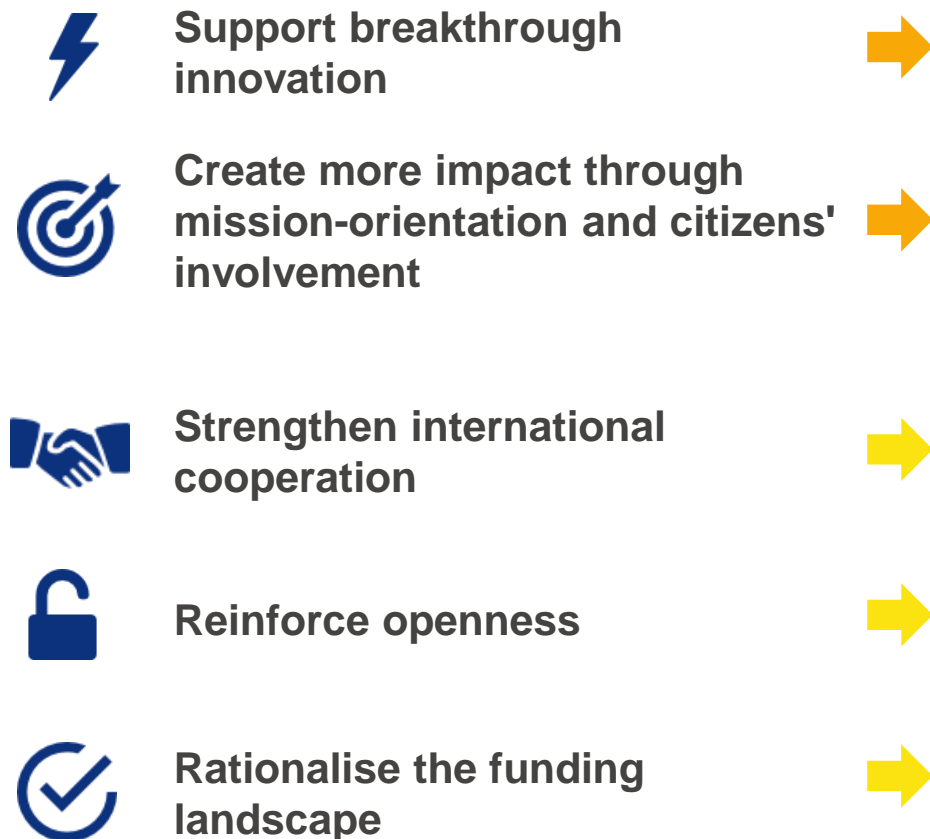 Support breakthrough
innovation
Create more impact through
mission-orientation and citizens'
involvement
Strengthen international
cooperation
Reinforce openness
Rationalise the funding
landscape